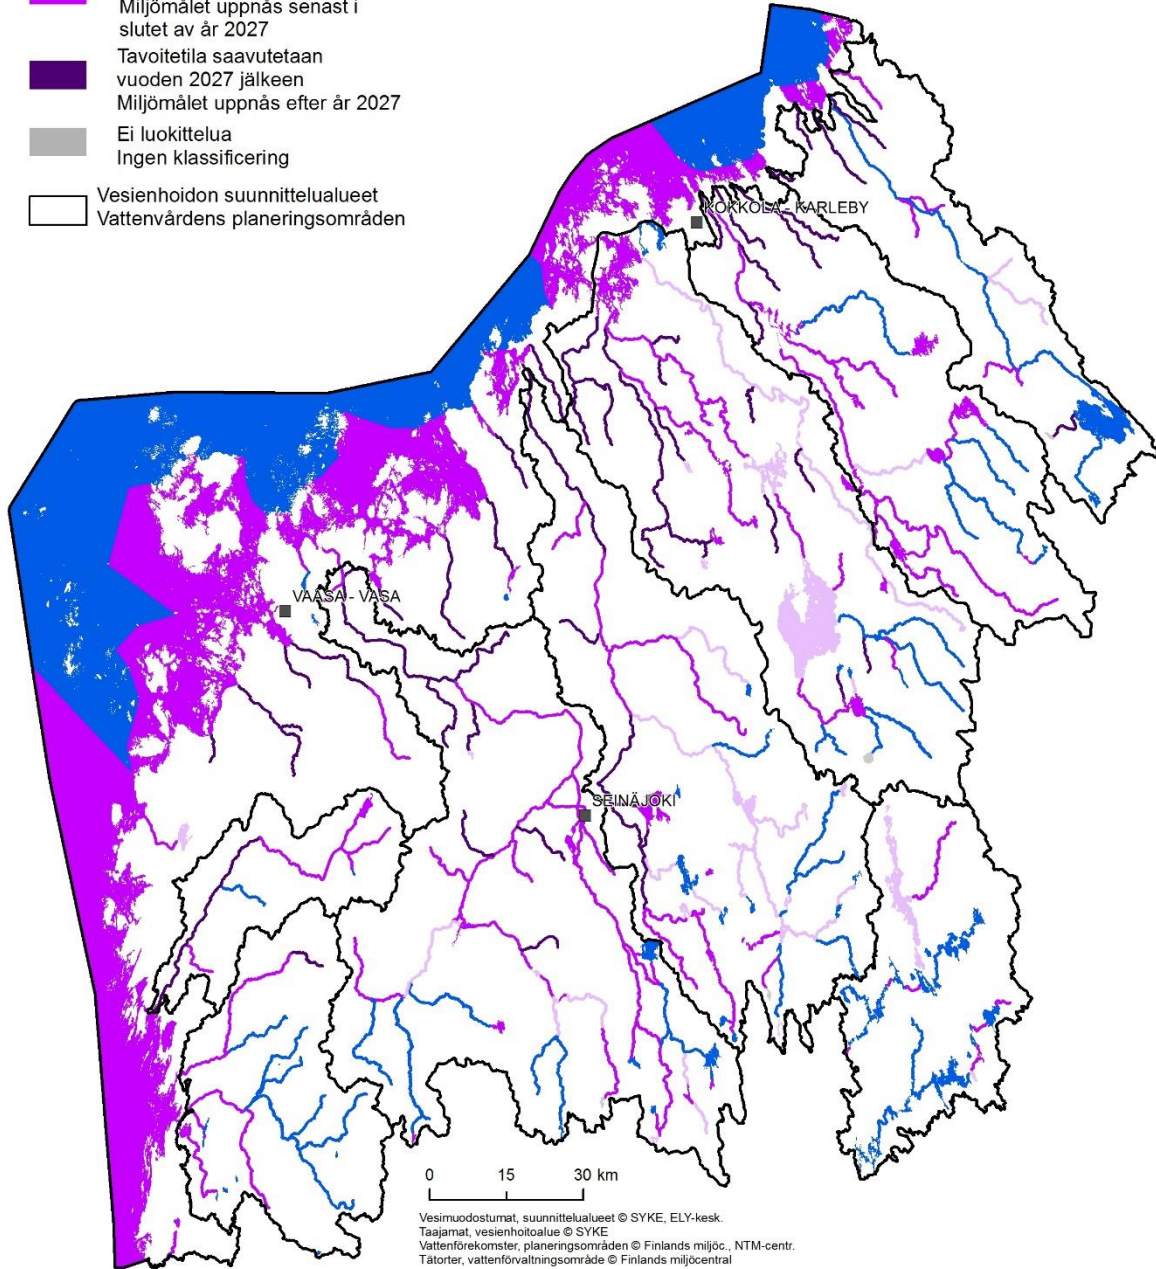 Miljömålet uppnås senast i
slutet av år 2027
Tavoitetila saavutetaan
vuoden 2027 jälkeen
Miljömålet uppnås efter år 2027
Ei luokittelua
Ingen klassificering
Vesienhoidon suunnittelualueet
Vattenvårdens planeringsområden
KOKKOLA - KARLEBY
VAASA - VASA
SEINÄJOKI
0 15 30 km
Vesimuodostumat, suunnittelualueet © SYKE, ELY-kesk.
Taajamat, vesienhoitoalue © SYKE
Vattenförekomster, planeringsområden © Finlands miljöc., NTM-centr.
Tätorter, vattenförvaltningsområde © Finlands miljöcentral